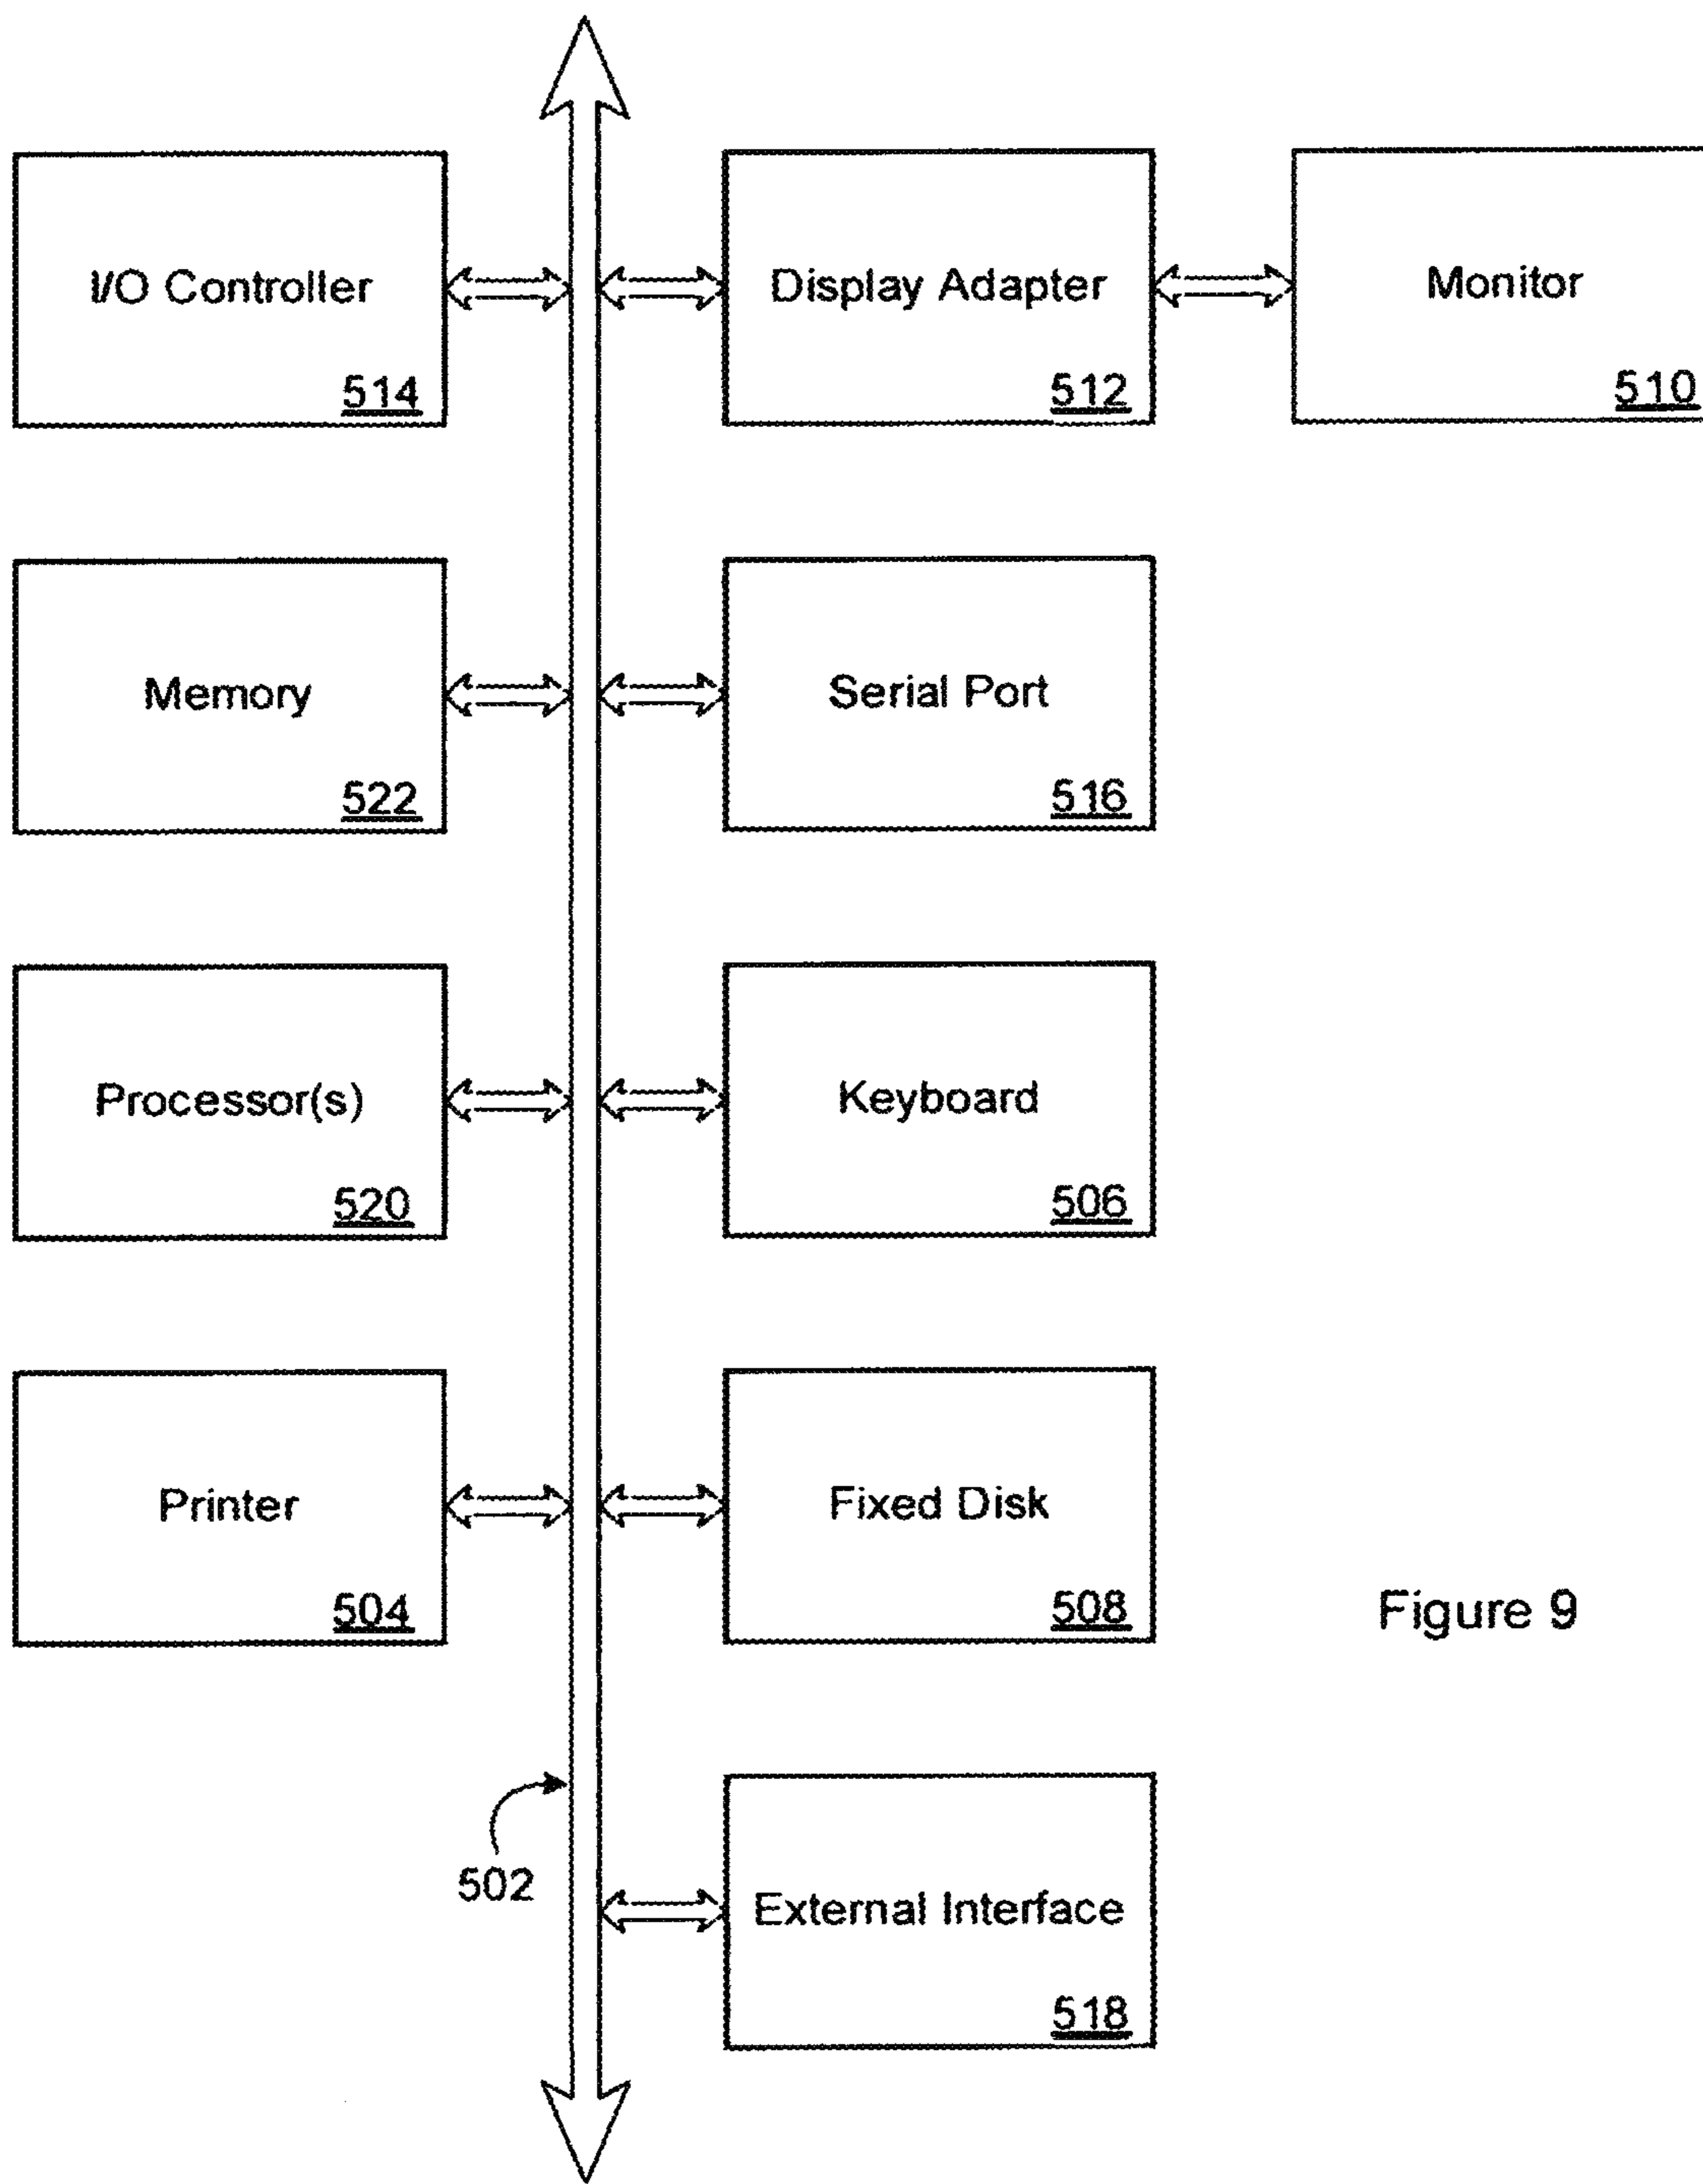 I/O Controller
514
Display Adapter
512
Monitor
510
Memory
522
Serial Port
516
Processor(s)
520
Keyboard
506
Printer
504
Fixed Disk
508
Figure 9
502
External Interface
518